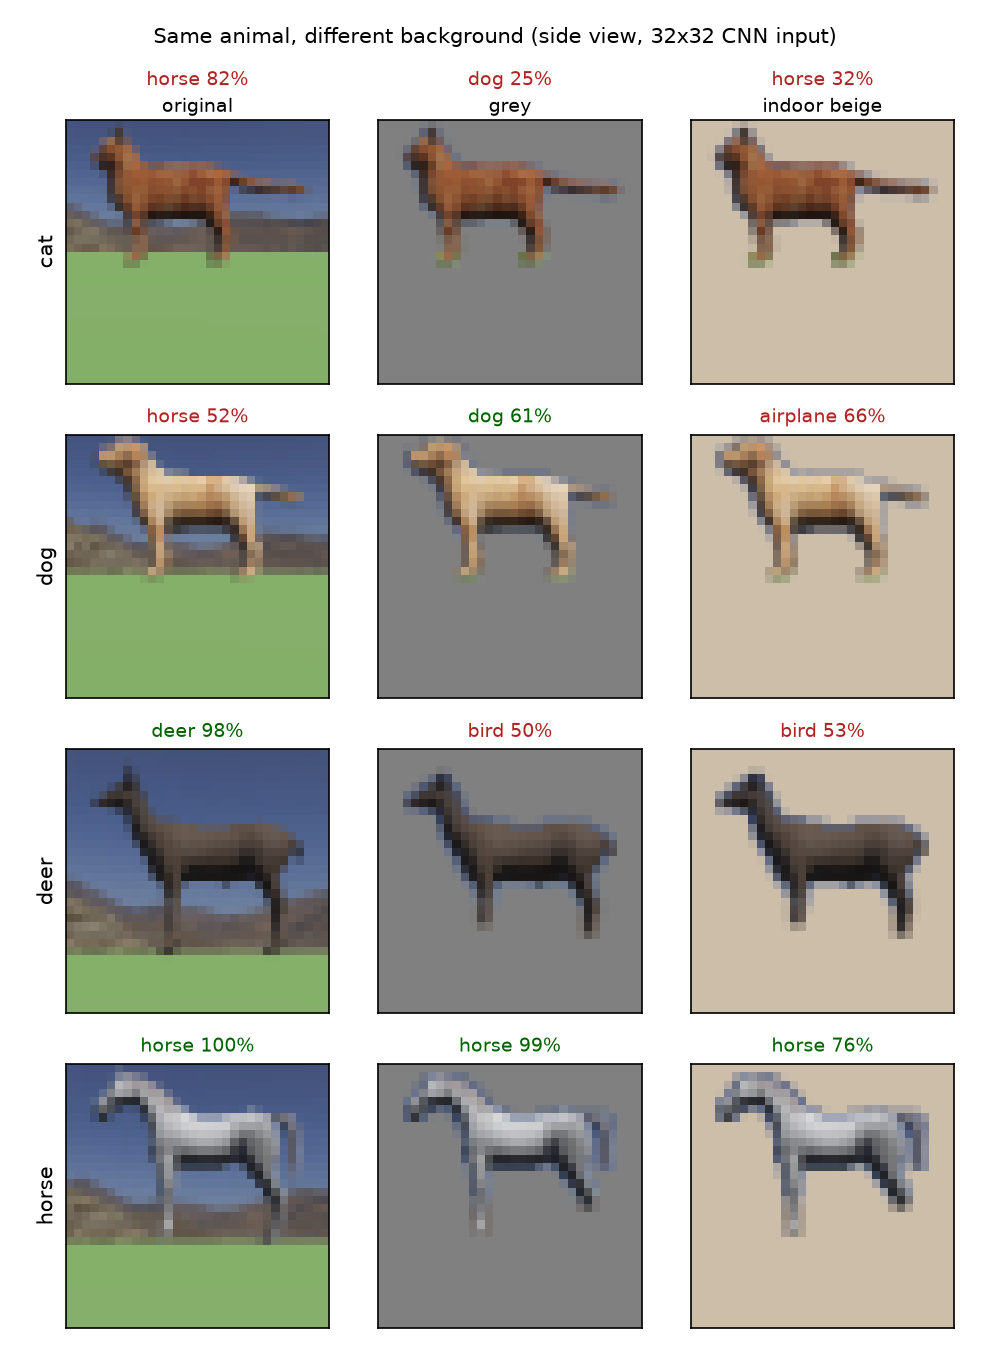 Same animal, different background (side view, 32x32 CNN input)
horse 82%
original
dog 25%
grey
horse 32%
indoor beige
cat
horse 52%
dog 61%
airplane 66%
dog
deer 98%
bird 50%
bird 53%
deer
horse 100%
horse 99%
horse 76%
horse